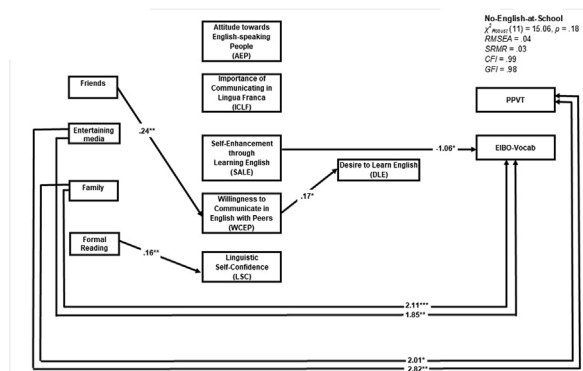 No-English-at-School
χ²Robust (11) = 15.06, p = .18
RMSEA = .04
SRMR = .03
CFI = .99
GFI = .98
Attitude towards
English-speaking
People
(AEP)
Friends
Importance of
Communicating in
Lingua Franca
(ICLF)
PPVT
.24**
Entertaining
media
Self-Enhancement
through
Learning English
(SALE)
-1.06*
EIBO-Vocab
Desire to Learn English
(DLE)
Family
.17*
Willingness to
Communicate in
English with Peers
(WCEP)
Formal
Reading
.16**
Linguistic
Self-Confidence
(LSC)
2.11***
1.85**
2.01*
2.82**